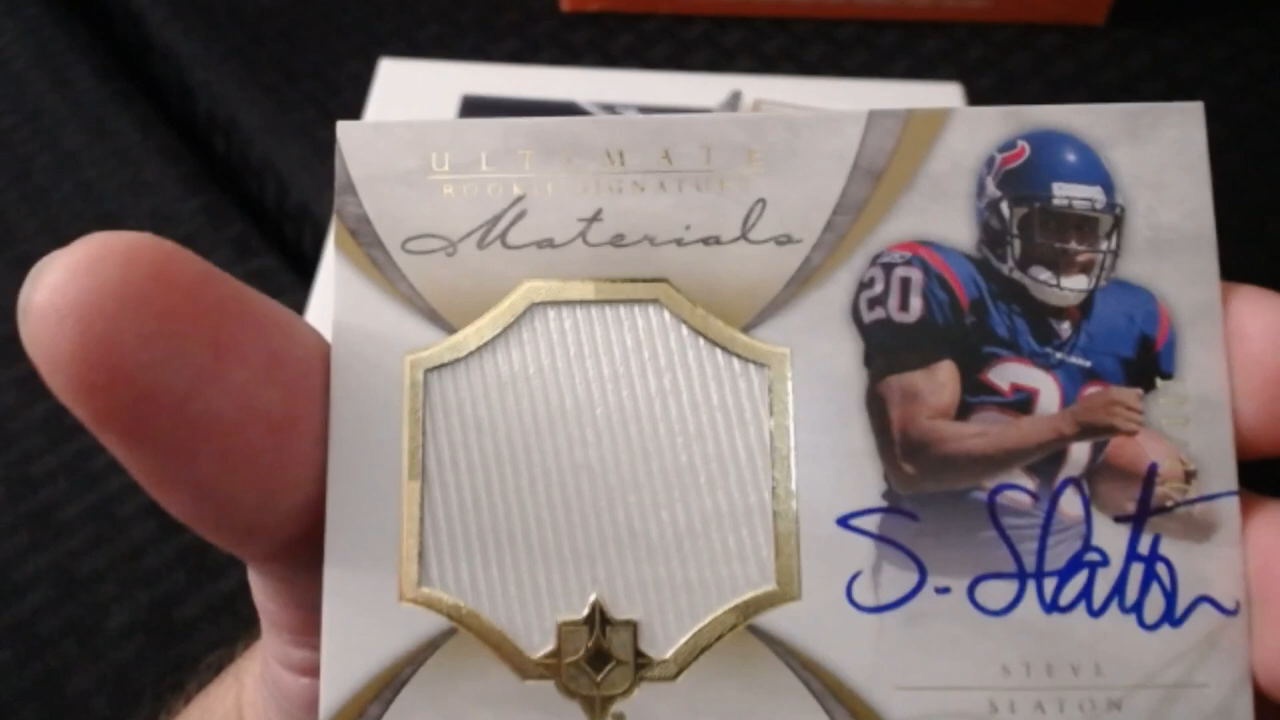 ULTIMATE
ROOKIE SIGNATURE
Materials
20
S. Slaton
STEVE
SLATON